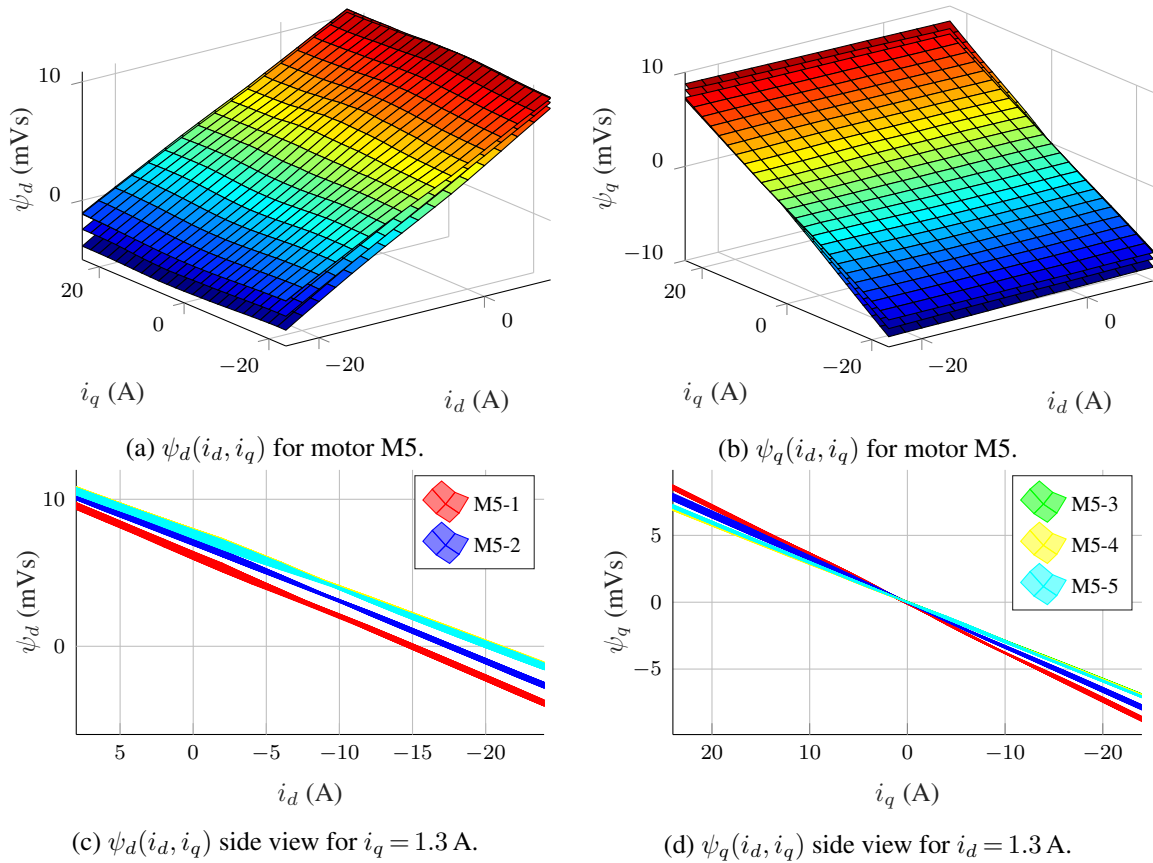 10
0
ψd (mVs)
20
0
−20
−20
0
iq (A)
id (A)
(a) ψd(id, iq) for motor M5.
10
0
−10
ψq (mVs)
20
0
−20
−20
0
iq (A)
id (A)
(b) ψq(id, iq) for motor M5.
10
0
ψd (mVs)
M5-1
M5-2
5 0 −5 −10 −15 −20
id (A)
(c) ψd(id, iq) side view for iq = 1.3 A.
5
0
−5
ψq (mVs)
M5-3
M5-4
M5-5
20 10 0 −10 −20
iq (A)
(d) ψq(id, iq) side view for id = 1.3 A.